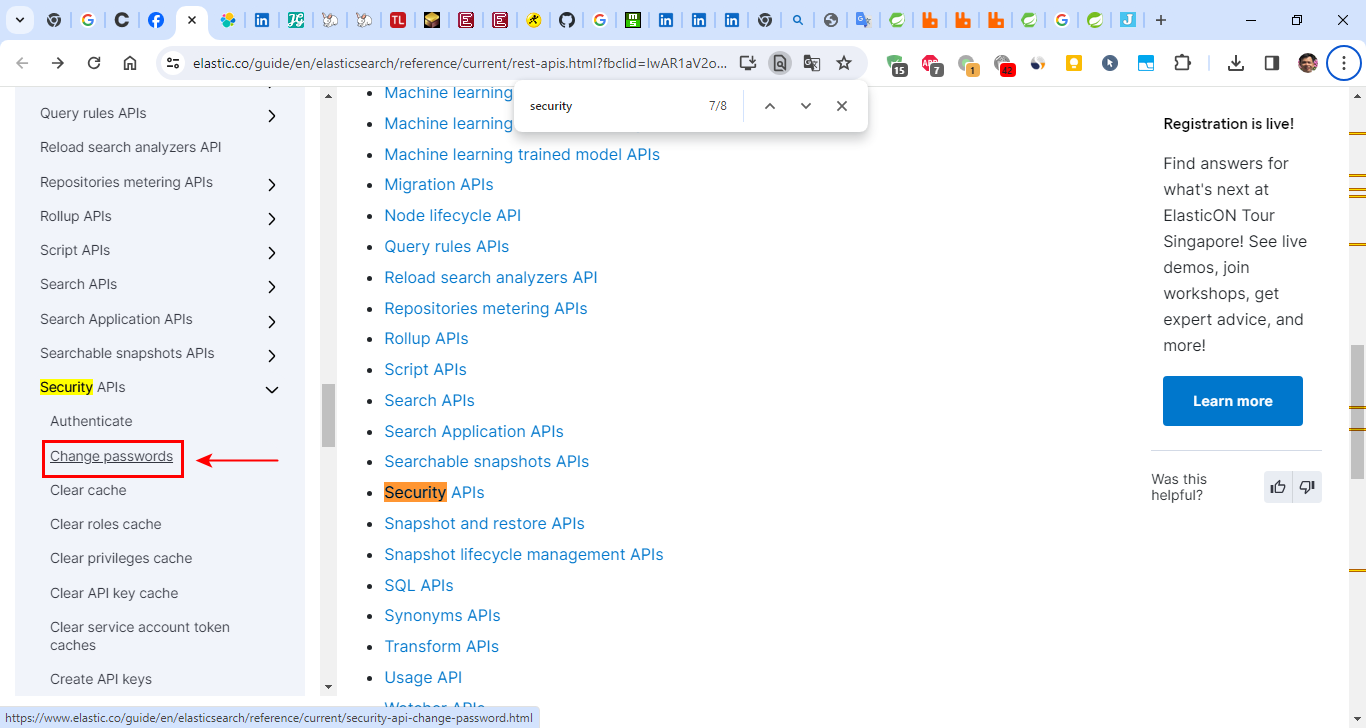 elastic.co/guide/en/elasticsearch/reference/current/rest-apis.html?fbclid=IwAR1aV2o...
15
7
1
42
security
7/8
Query rules APIs
Reload search analyzers API
Repositories metering APIs
Rollup APIs
Script APIs
Search APIs
Search Application APIs
Searchable snapshots APIs
Security APIs
Authenticate
Change passwords
Clear cache
Clear roles cache
Clear privileges cache
Clear API key cache
Clear service account token
caches
Create API keys
Machine learning
Machine learning
Machine learning trained model APIs
Migration APIs
Node lifecycle API
Query rules APIs
Reload search analyzers API
Repositories metering APIs
Rollup APIs
Script APIs
Search APIs
Search Application APIs
Searchable snapshots APIs
Security APIs
Snapshot and restore APIs
Snapshot lifecycle management APIs
SQL APIs
Synonyms APIs
Transform APIs
Usage API
Watcher APIs
Registration is live!
Find answers for
what's next at
ElasticON Tour
Singapore! See live
demos, join
workshops, get
expert advice, and
more!
Learn more
Was this
helpful?
https://www.elastic.co/guide/en/elasticsearch/reference/current/security-api-change-password.html